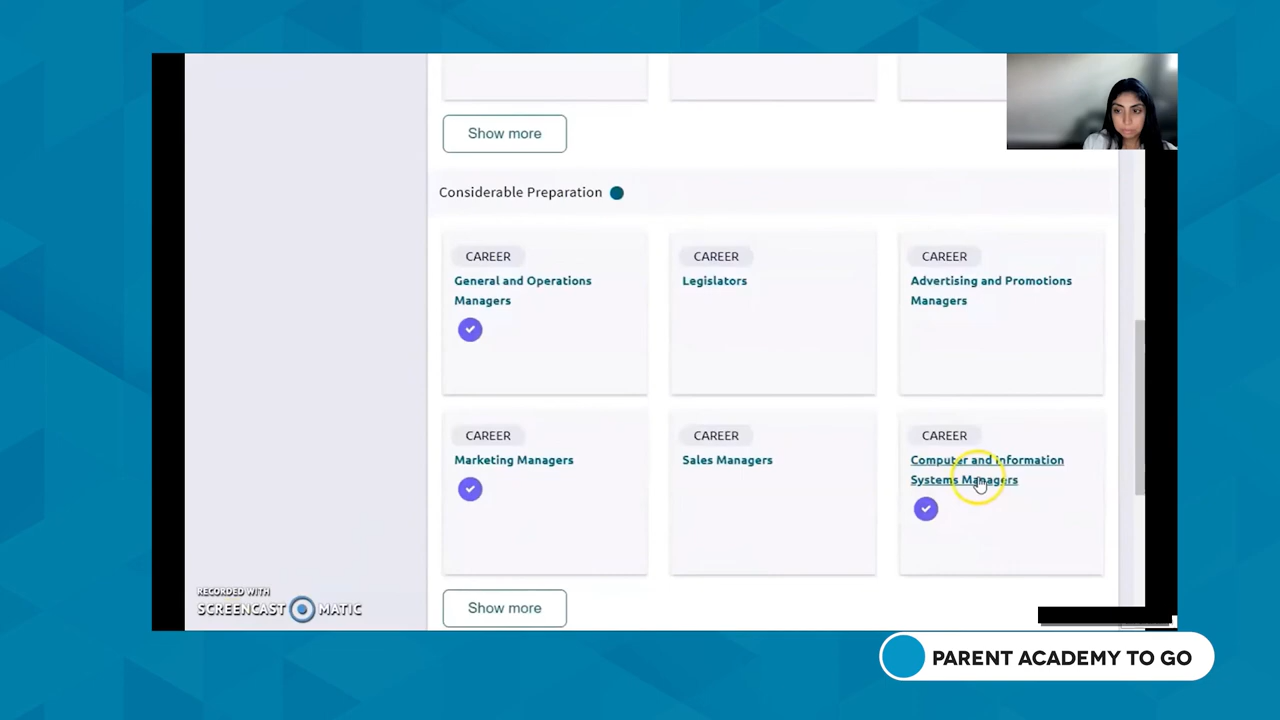 Show more
Considerable Preparation
CAREER
General and Operations
Managers
CAREER
Legislators
CAREER
Advertising and Promotions
Managers
CAREER
Marketing Managers
CAREER
Sales Managers
CAREER
Computer and Information
Systems Managers
Show more
RECORDED WITH
SCREENCAST MATIC
PARENT ACADEMY TO GO